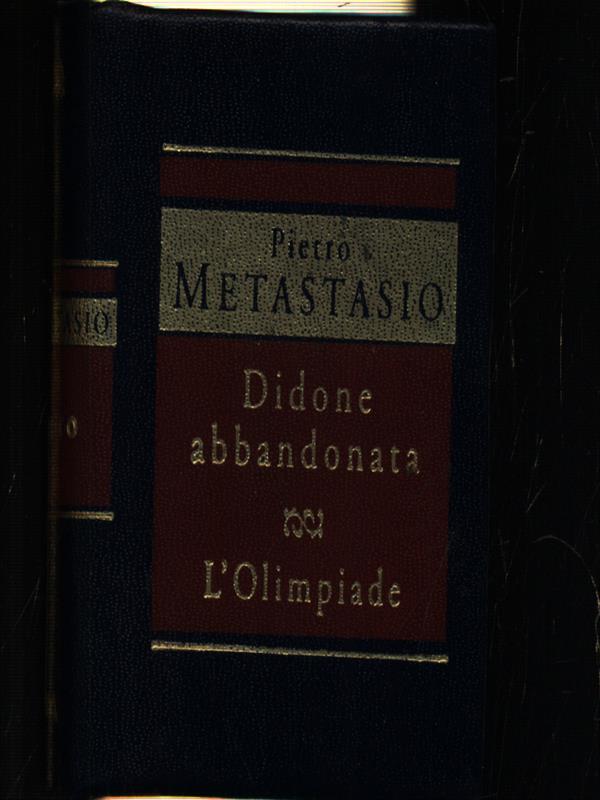 Pietro
METASTASIO
Didone
abbandonata
L'Olimpiade